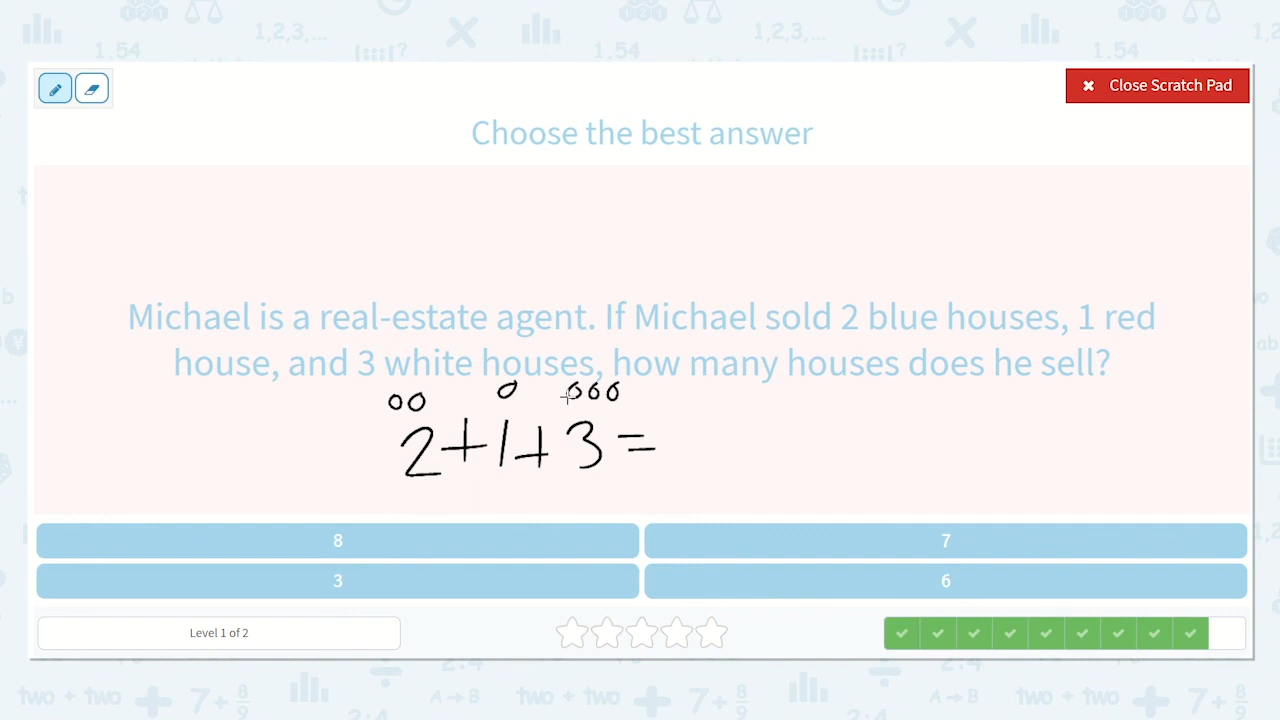 Close Scratch Pad
Choose the best answer
Michael is a real-estate agent. If Michael sold 2 blue houses, 1 red
house, and 3 white houses, how many houses does he sell?
2+1+3=
8
7
3
6
Level 1 of 2